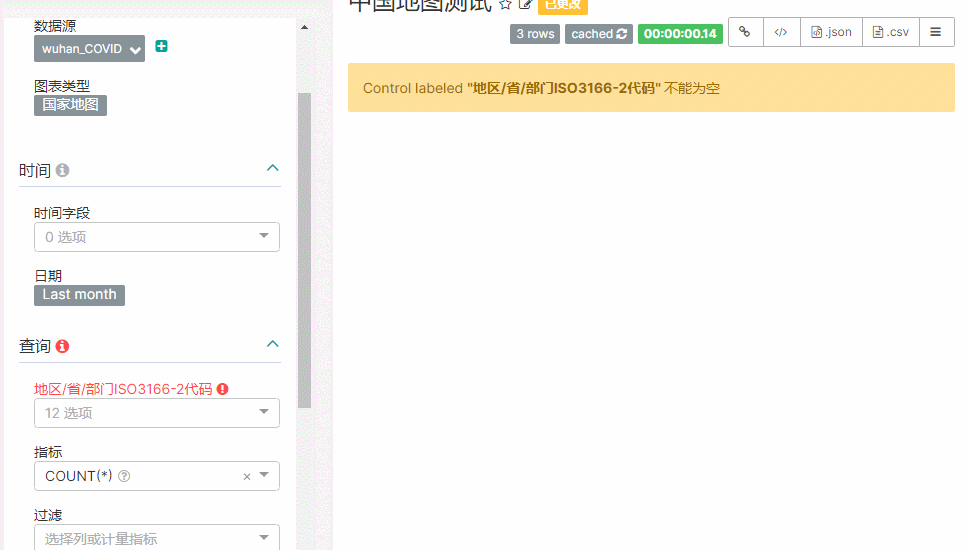 数据源
wuhan_COVID
图表类型
国家地图
时间
时间字段
0 选项
日期
Last month
查询
地区/省/部门ISO3166-2代码
12 选项
指标
COUNT(*)
过滤
选择列或计量指标
中国地图测试 已更改
3 rows cached 00:00:00.14 </> .json .csv
Control labeled "地区/省/部门ISO3166-2代码" 不能为空